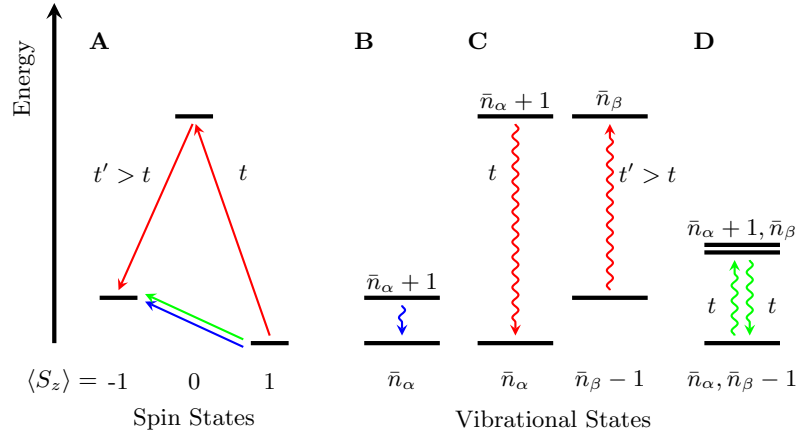 A B C D
Energy
n̄α + 1 n̄β
t′ > t t t t′ > t
n̄α + 1, n̄β
n̄α + 1
t t
⟨Sz⟩ = -1 0 1 n̄α n̄α n̄β − 1 n̄α, n̄β − 1
Spin States Vibrational States